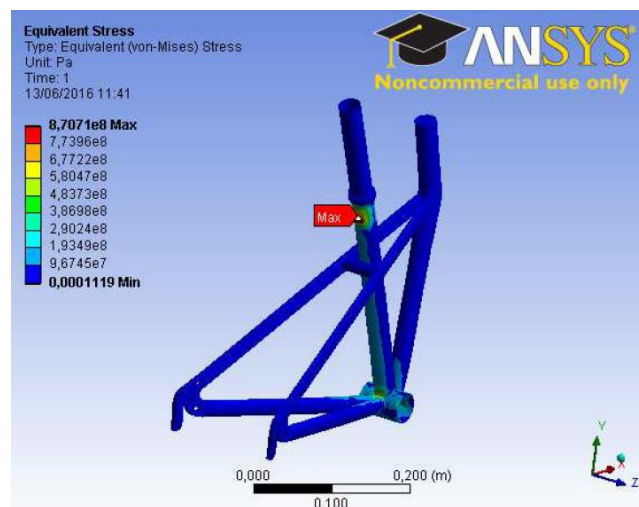 Equivalent Stress
Type: Equivalent (von-Mises) Stress
Unit: Pa
Time: 1
13/06/2016 11:41
8,7071e8 Max
7,7396e8
6,7722e8
5,8047e8
4,8373e8
3,8698e8
2,9024e8
1,9349e8
9,6745e7
0,0001119 Min
ANSYS®
Noncommercial use only
Max
0,000 0,200 (m)
0,100
Y
X
Z